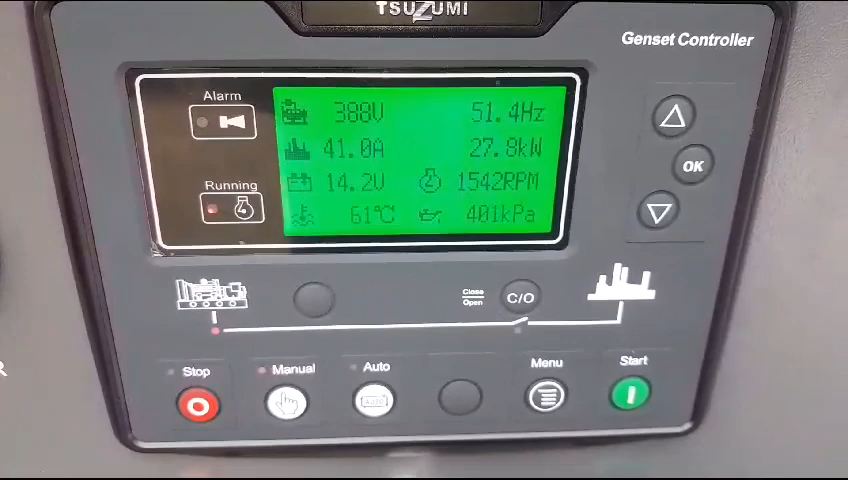 TSUZUMI
Genset Controller
Alarm
388V 51.4Hz
41.0A 27.8kW
OK
Running
14.2V 1542RPM
61℃ 401kPa
Close
Open
C/O
Stop
Manual
Auto
AUTO
Menu
Start
R